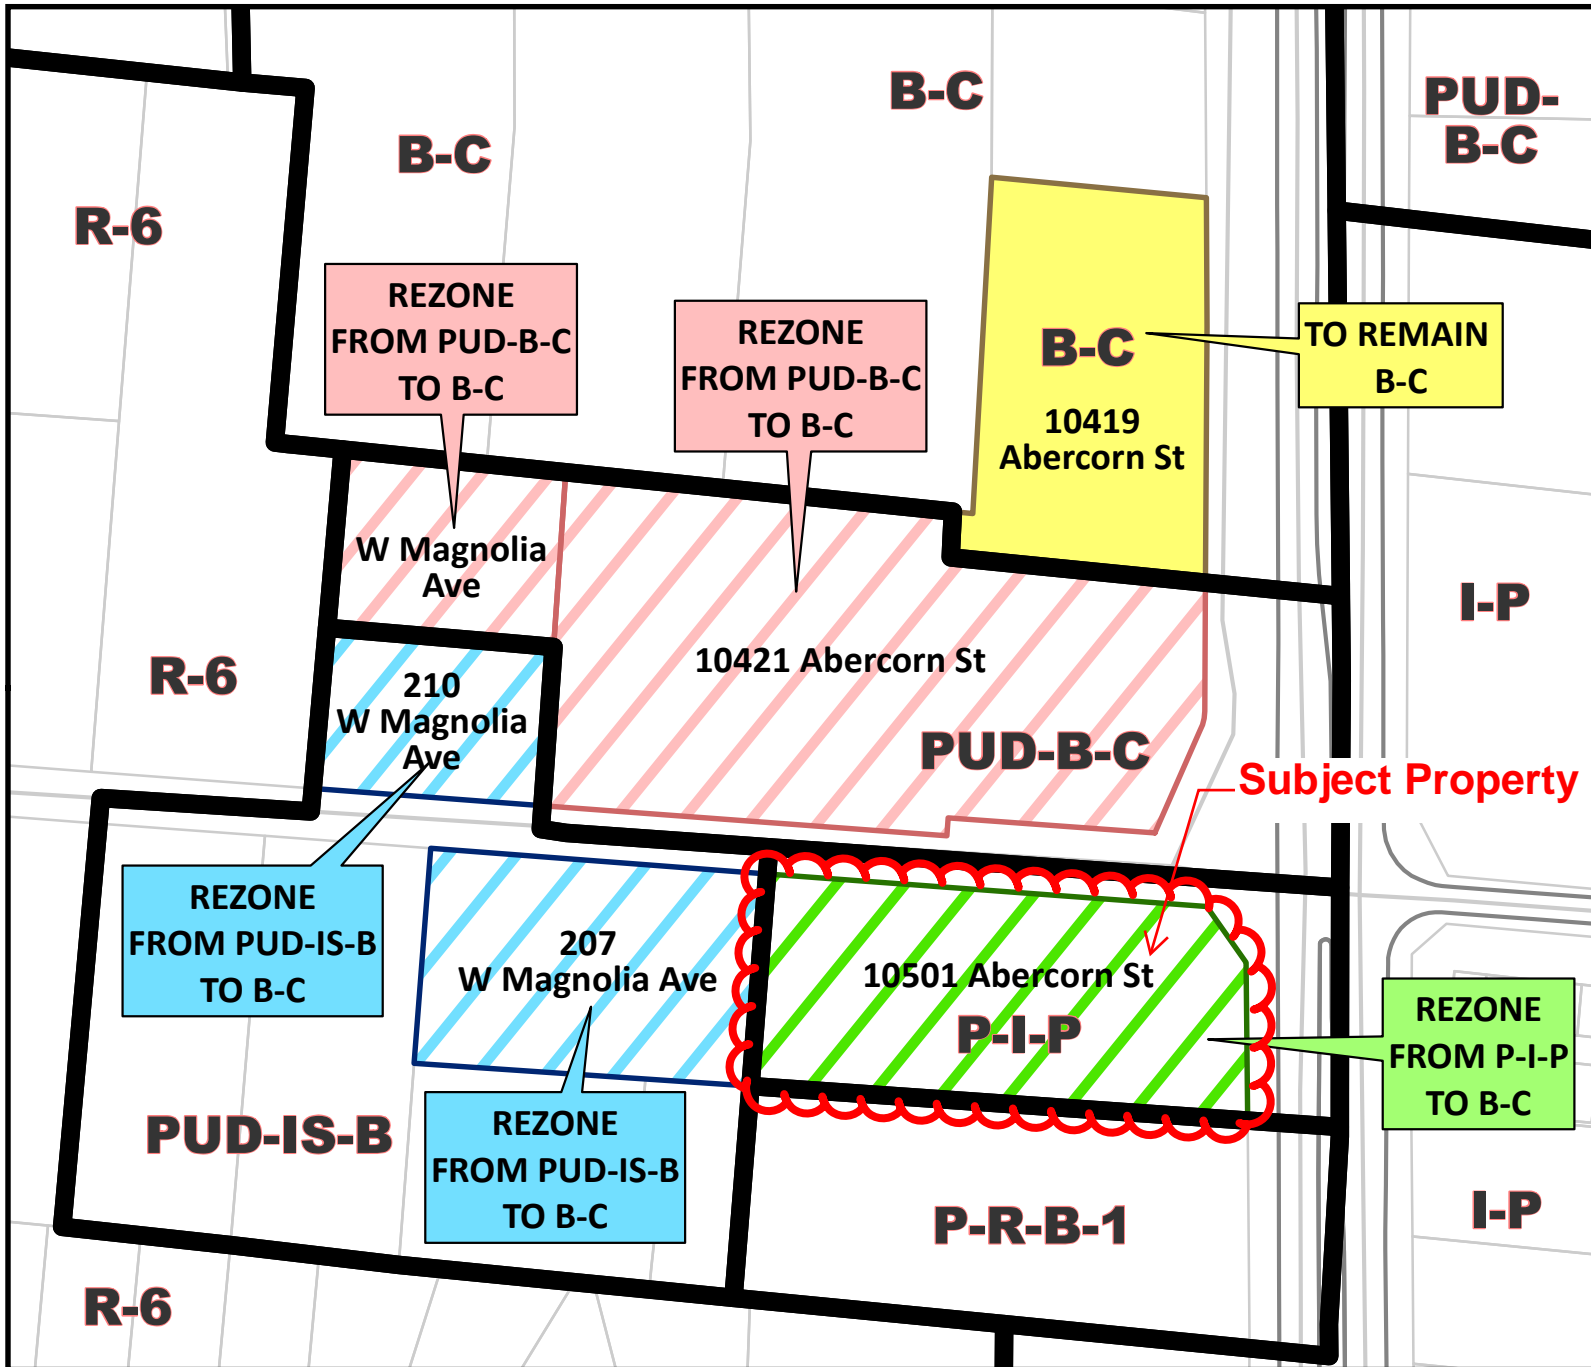 B-C
PUD-
B-C
B-C
R-6
REZONE
FROM PUD-B-C
TO B-C
REZONE
FROM PUD-B-C
TO B-C
B-C
TO REMAIN
B-C
10419
Abercorn St
W Magnolia
Ave
I-P
10421 Abercorn St
R-6
210
W Magnolia
Ave
PUD-B-C
Subject Property
REZONE
FROM PUD-IS-B
TO B-C
207
W Magnolia Ave
10501 Abercorn St
P-I-P
REZONE
FROM P-I-P
TO B-C
PUD-IS-B
REZONE
FROM PUD-IS-B
TO B-C
P-R-B-1
I-P
R-6